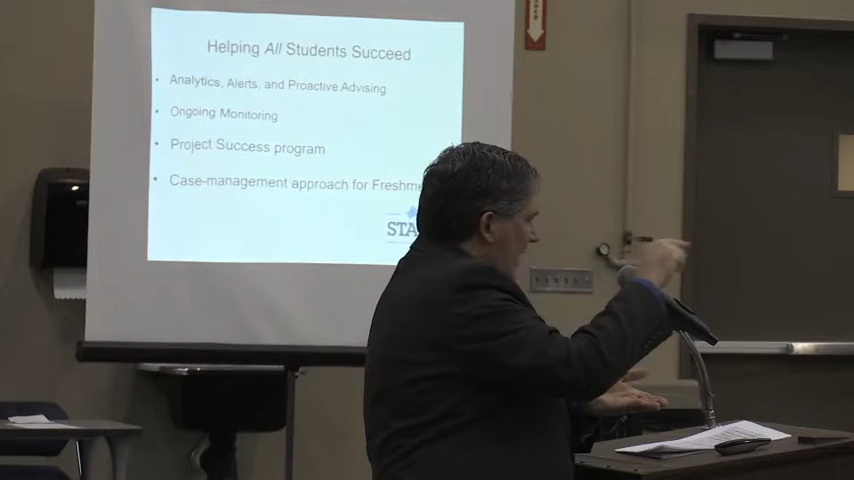 Helping All Students Succeed
• Analytics, Alerts, and Proactive Advising
• Ongoing Monitoring
• Project Success program
• Case-management approach for Freshme
STA